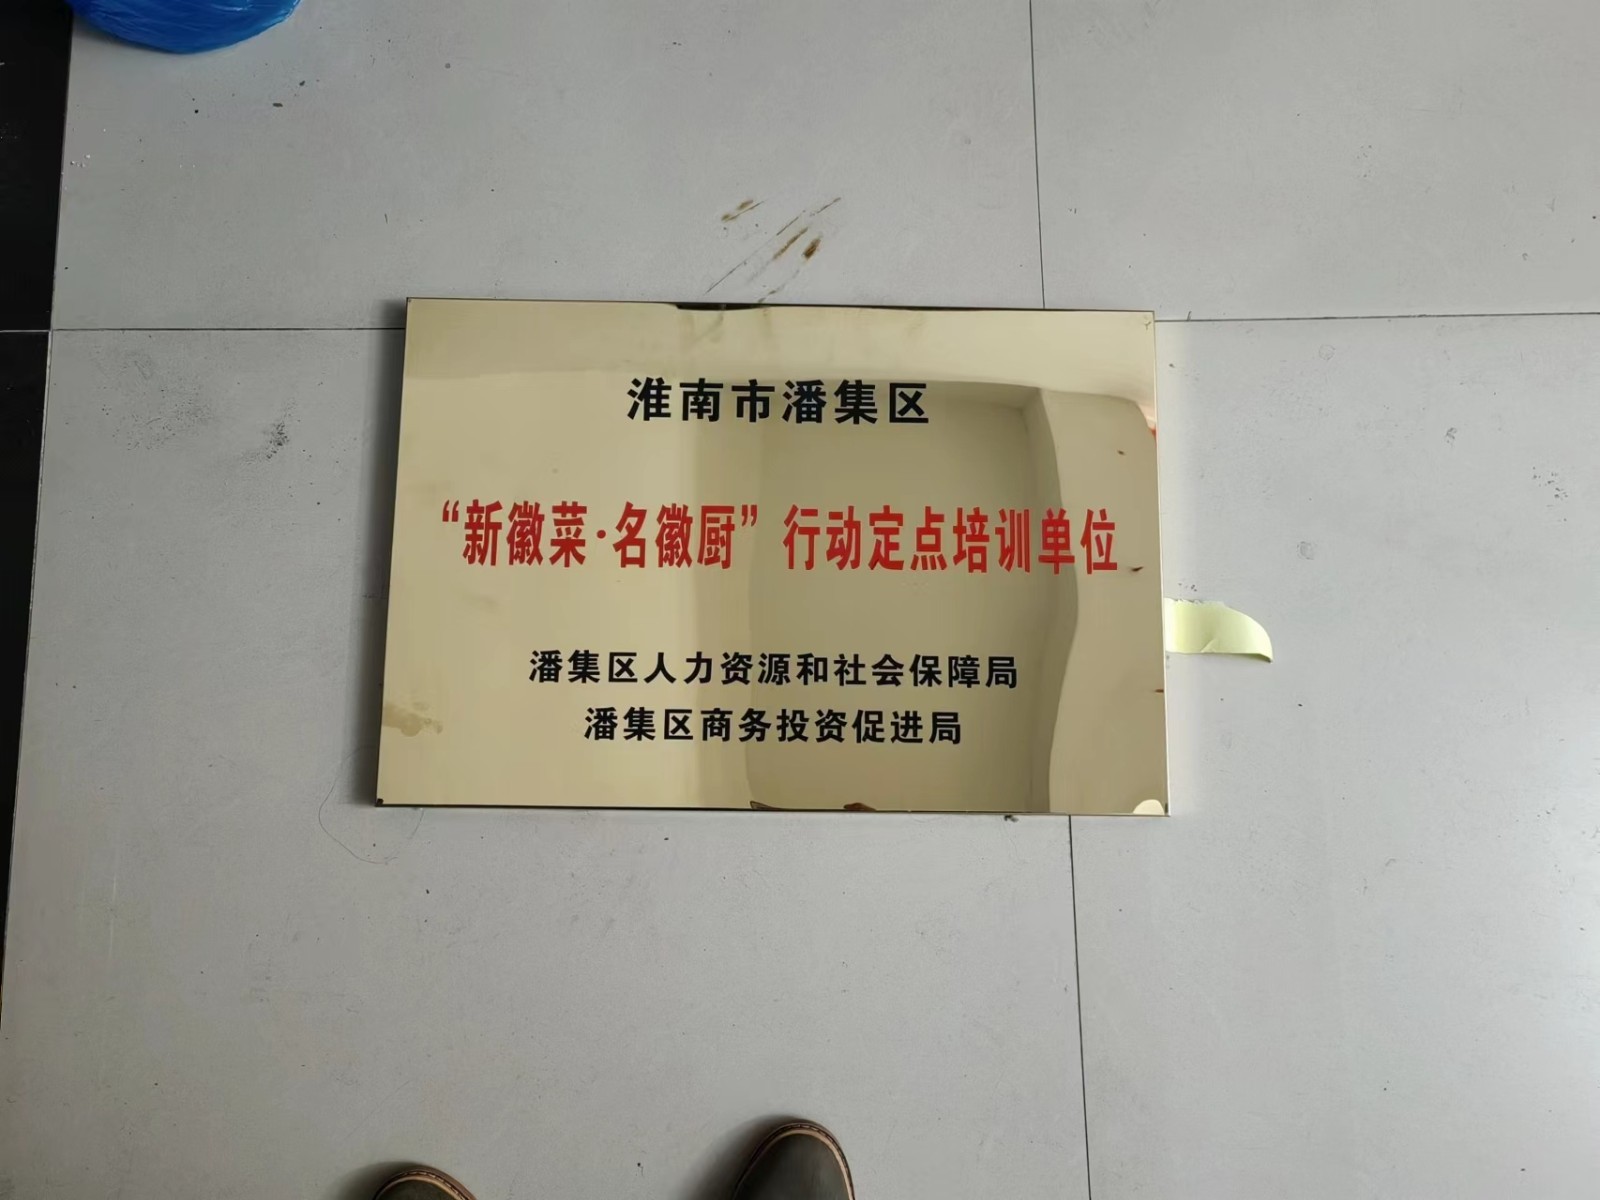 淮南市潘集区
“新徽菜·名徽厨”行动定点培训单位
潘集区人力资源和社会保障局
潘集区商务投资促进局